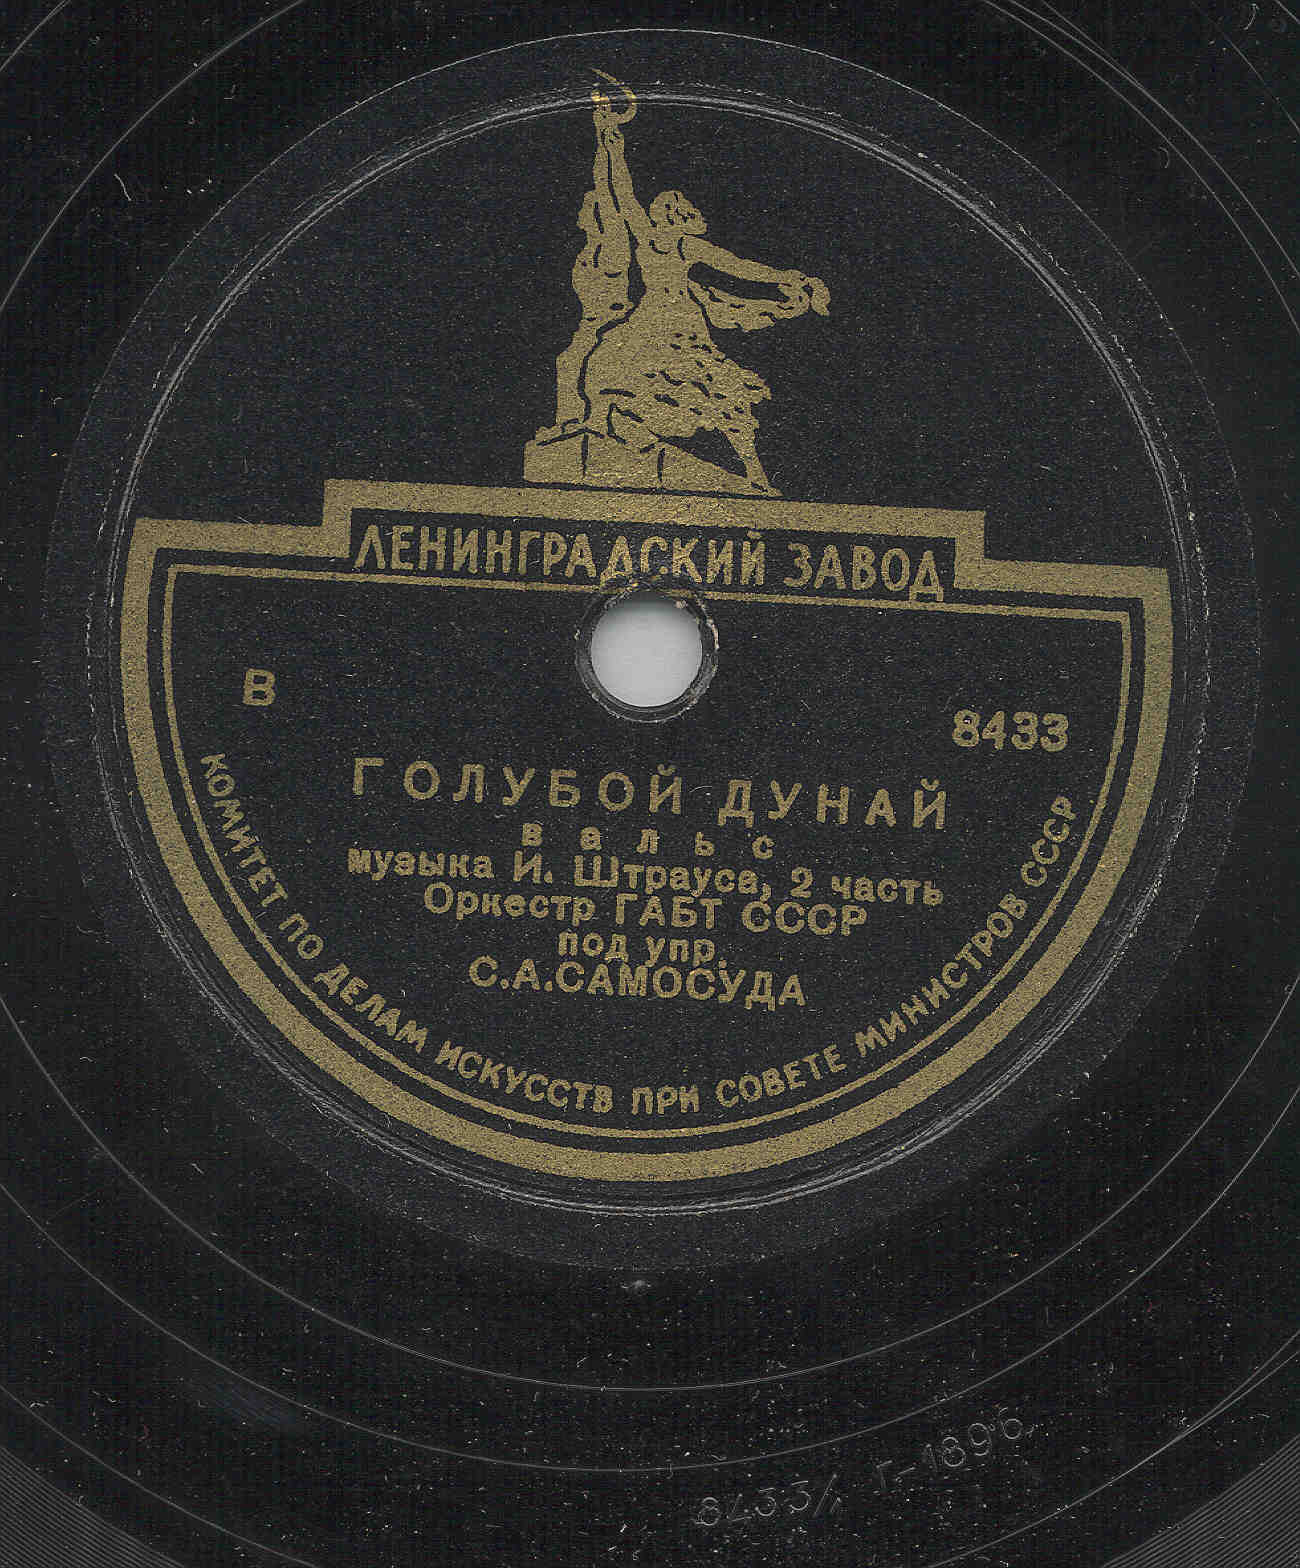 ЛЕНИНГРАДСКИЙ ЗАВОД
В
8433
ГОЛУБОЙ ДУНАЙ
вальс
музыка И. Штрауса, 2 часть
Оркестр ГАБТ СССР
под упр.
С.А.САМОСУДА
КОМИТЕТ ПО ДЕЛАМ ИСКУССТВ ПРИ СОВЕТЕ МИНИСТРОВ СССР
8433/. Г-1896